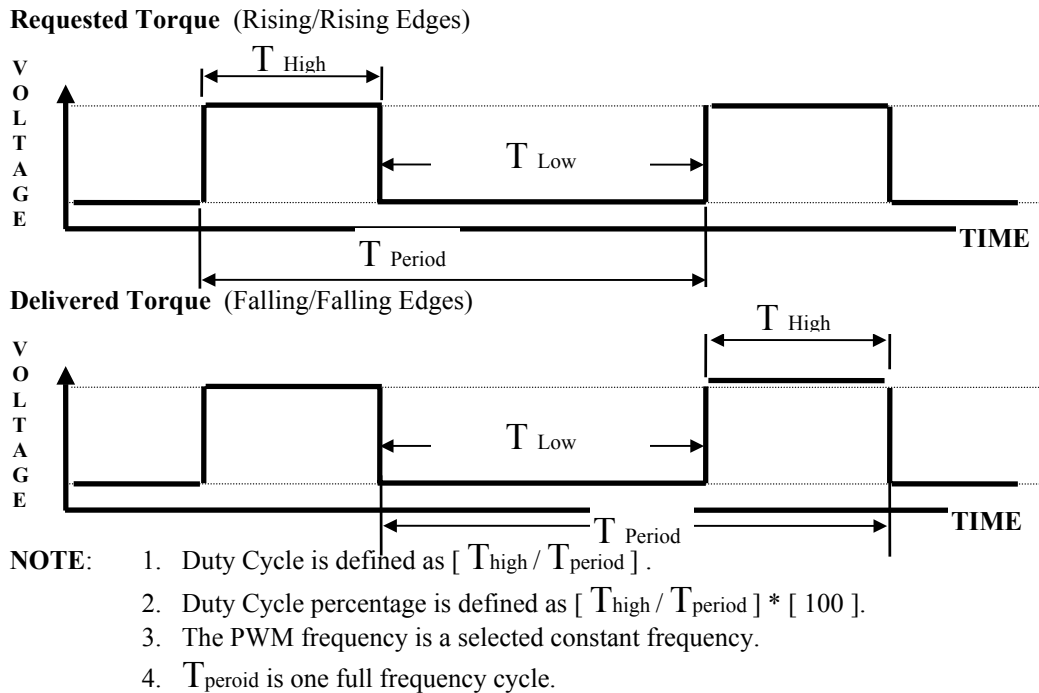 Requested Torque (Rising/Rising Edges)
T High
VOLTAGE
T Low
TIME
T Period
Delivered Torque (Falling/Falling Edges)
T High
VOLTAGE
T Low
TIME
T Period
NOTE: 1. Duty Cycle is defined as [ Thigh / Tperiod ] .
2. Duty Cycle percentage is defined as [ Thigh / Tperiod ] * [ 100 ].
3. The PWM frequency is a selected constant frequency.
4. Tperoid is one full frequency cycle.